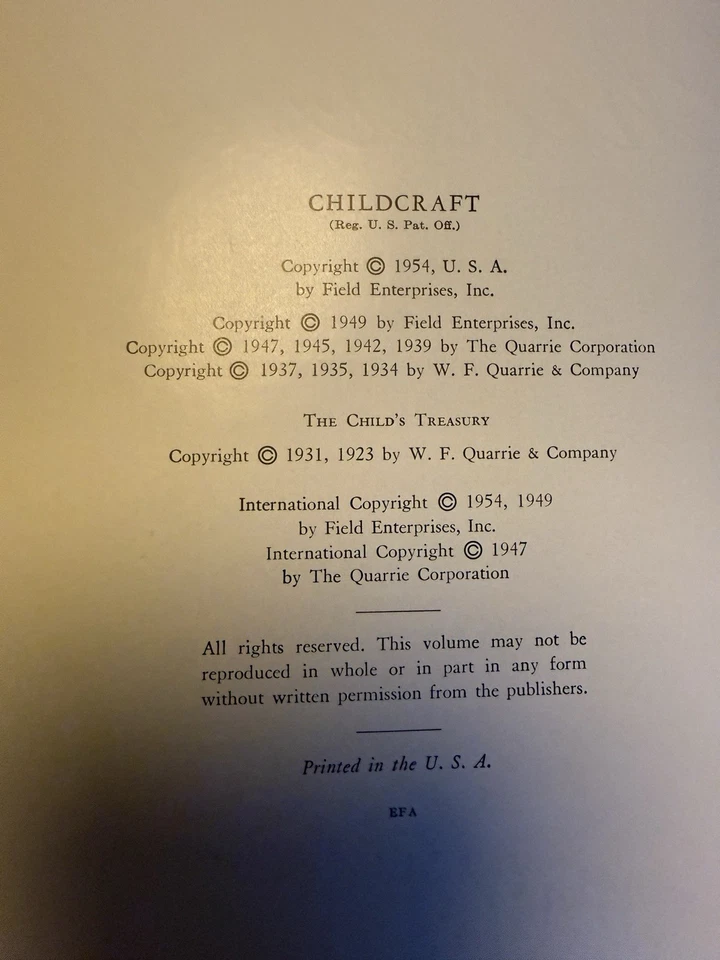 CHILDCRAFT
(Reg. U. S. Pat. Off.)
Copyright © 1954, U. S. A.
by Field Enterprises, Inc.
Copyright © 1949 by Field Enterprises, Inc.
Copyright © 1947, 1945, 1942, 1939 by The Quarrie Corporation
Copyright © 1937, 1935, 1934 by W. F. Quarrie & Company
THE CHILD'S TREASURY
Copyright © 1931, 1923 by W. F. Quarrie & Company
International Copyright © 1954, 1949
by Field Enterprises, Inc.
International Copyright © 1947
by The Quarrie Corporation
All rights reserved. This volume may not be
reproduced in whole or in part in any form
without written permission from the publishers.
Printed in the U. S. A.
EFA